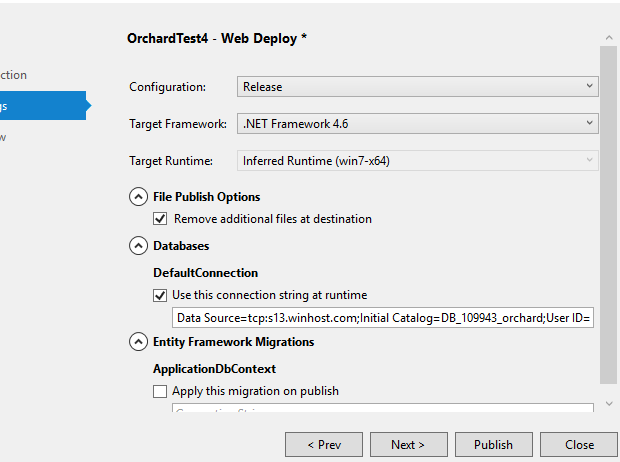 OrchardTest4 - Web Deploy *
ction
Configuration: Release
gs
Target Framework: .NET Framework 4.6
w
Target Runtime: Inferred Runtime (win7-x64)
File Publish Options
Remove additional files at destination
Databases
DefaultConnection
Use this connection string at runtime
Data Source=tcp:s13.winhost.com;Initial Catalog=DB_109943_orchard;User ID=
Entity Framework Migrations
ApplicationDbContext
Apply this migration on publish
< Prev Next > Publish Close